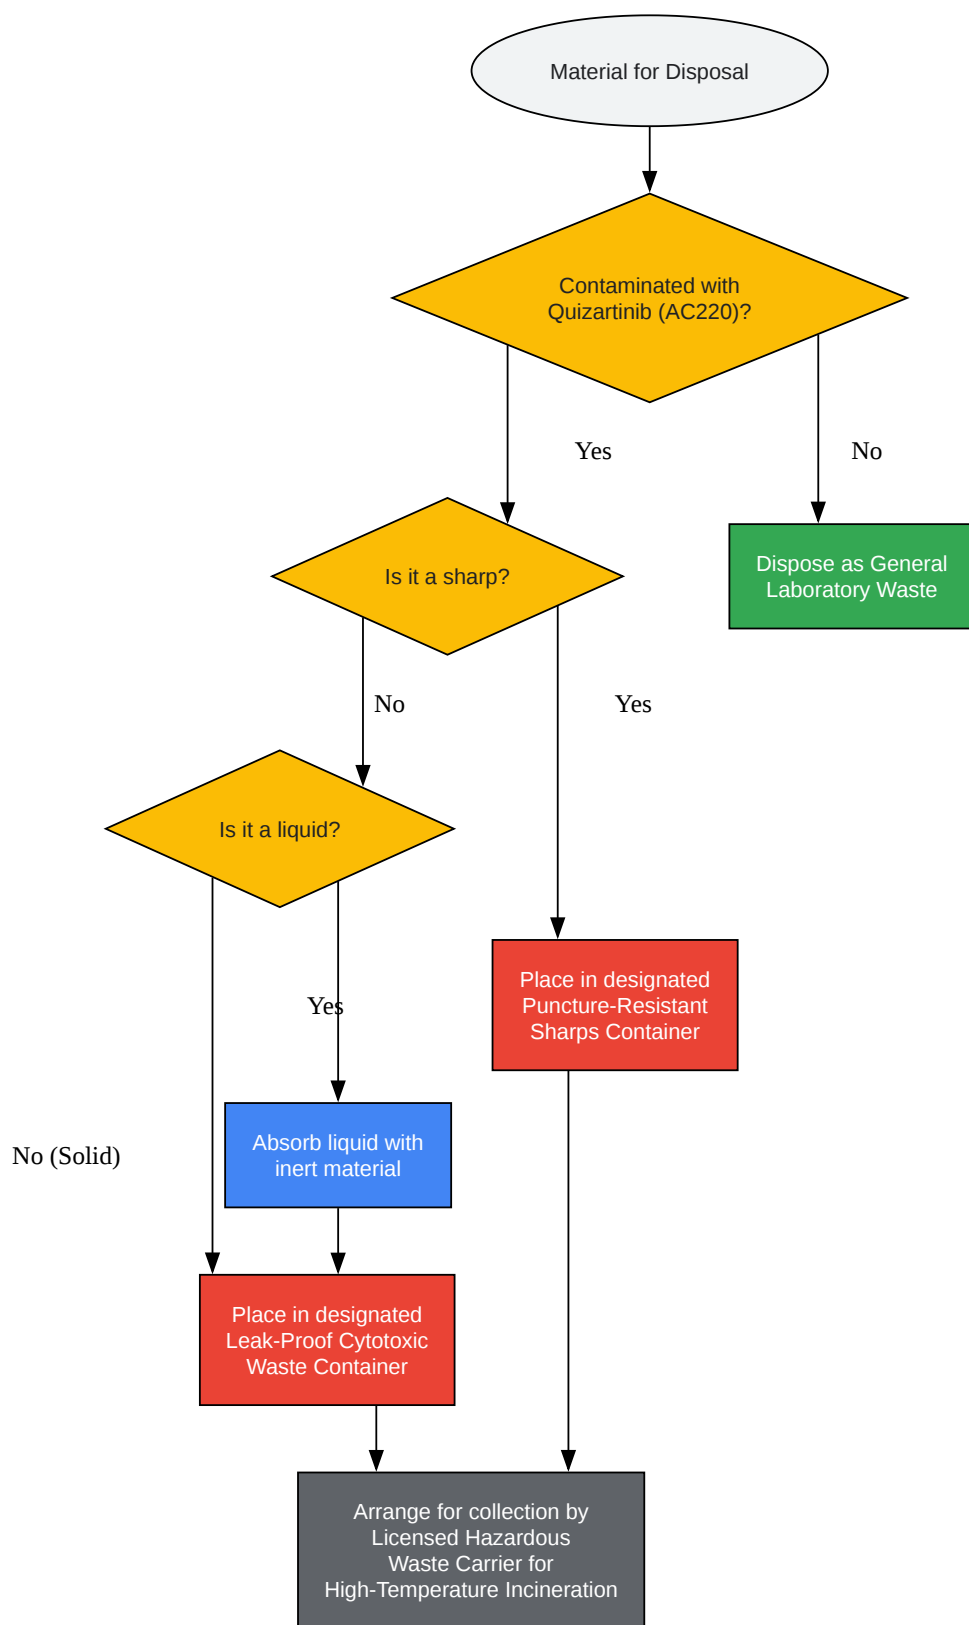 Material for Disposal
Contaminated with
Quizartinib (AC220)?
Yes
No
Is it a sharp?
Dispose as General
Laboratory Waste
No
Yes
Is it a liquid?
Place in designated
Puncture-Resistant
Sharps Container
Yes
Absorb liquid with
inert material
No (Solid)
Place in designated
Leak-Proof Cytotoxic
Waste Container
Arrange for collection by
Licensed Hazardous
Waste Carrier for
High-Temperature Incineration